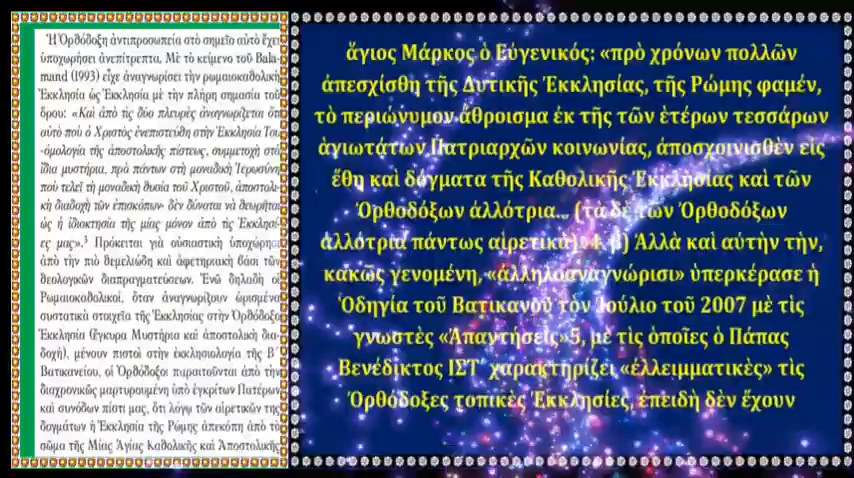 Ἡ Ὀρθόδοξη ἀντιπροσωπεία στὸ σημεῖο αὐτὸ ἔχει
ὑποχωρήσει ἀνεπίτρεπτα. Μὲ τὸ κείμενο τοῦ Bala-
mand (1993) εἶχε ἀναγνωρίσει τὴν ρωμαιοκαθολικὴ
Ἐκκλησία ὡς Ἐκκλησία μὲ τὴν πλήρη σημασία τοῦ
ὅρου: «Καὶ ἀπὸ τὶς δύο πλευρὲς ἀναγνωρίζεται ὅτι
αὐτὸ ποὺ ὁ Χριστὸς ἐνεπιστεύθη στὴν Ἐκκλησία Του
-ὁμολογία τῆς ἀποστολικῆς πίστεως, συμμετοχὴ στὰ
ἴδια μυστήρια, πρὸ πάντων στὴ μοναδικὴ Ἱερωσύνη
ποὺ τελεῖ τὴ μοναδικὴ θυσία τοῦ Χριστοῦ, ἀποστολι-
κὴ διαδοχὴ τῶν ἐπισκόπων- δὲν δύναται νὰ θεωρῆται
ὡς ἡ ἰδιοκτησία τῆς μίας μόνον ἀπὸ τὶς Ἐκκλησί-
ες μας».³ Πρόκειται γιὰ οὐσιαστικὴ ὑποχώρηση
ἀπὸ τὴν πιὸ θεμελιώδη καὶ ἀφετηριακὴ βάση τῶν
θεολογικῶν διαπραγματεύσεων. Ἐνῶ δηλαδὴ οἱ
Ρωμαιοκαθολικοί, ὅταν ἀναγνωρίζουν ὡρισμένα
συστατικὰ στοιχεῖα τῆς Ἐκκλησίας στὴν Ὀρθόδοξο
Ἐκκλησία (ἔγκυρα Μυστήρια καὶ ἀποστολικὴ δια-
δοχή), μένουν πιστοὶ στὴν ἐκκλησιολογία τῆς Β΄
Βατικανείου, οἱ Ὀρθόδοξοι παραιτοῦνται ἀπὸ τὴν
διαχρονικῶς μαρτυρουμένη ὑπὸ ἐγκρίτων Πατέρων
καὶ συνόδων πίστι μας, ὅτι λόγῳ τῶν αἱρετικῶν της
δογμάτων ἡ Ἐκκλησία τῆς Ρώμης ἀπεκόπη ἀπὸ τὸ
σῶμα τῆς Μίας Ἁγίας Καθολικῆς καὶ Ἀποστολικῆς
ἅγιος Μάρκος ὁ Εὐγενικός: «πρὸ χρόνων πολλῶν
ἀπεσχίσθη τῆς Δυτικῆς Ἐκκλησίας, τῆς Ρώμης φαμέν,
τὸ περιώνυμον ἄθροισμα ἐκ τῆς τῶν ἑτέρων τεσσάρων
ἁγιωτάτων Πατριαρχῶν κοινωνίας, ἀποσχοινισθὲν εἰς
ἔθη καὶ δόγματα τῆς Καθολικῆς Ἐκκλησίας καὶ τῶν
Ὀρθοδόξων ἀλλότρια... (τὰ δὲ τῶν Ὀρθοδόξων
ἀλλότρια πάντως αἱρετικά)».4 β) Ἀλλὰ καὶ αὐτὴν τὴν,
κακῶς γενομένη, «ἀλληλοαναγνώρισι» ὑπερκέρασε ἡ
Ὁδηγία τοῦ Βατικανοῦ τὸν Ἰούλιο τοῦ 2007 μὲ τὶς
γνωστὲς «Ἀπαντήσεις»5, μὲ τὶς ὁποῖες ὁ Πάπας
Βενέδικτος ΙΣΤ΄ χαρακτηρίζει «ἐλλειμματικὲς» τὶς
Ὀρθόδοξες τοπικὲς Ἐκκλησίες, ἐπειδὴ δὲν ἔχουν